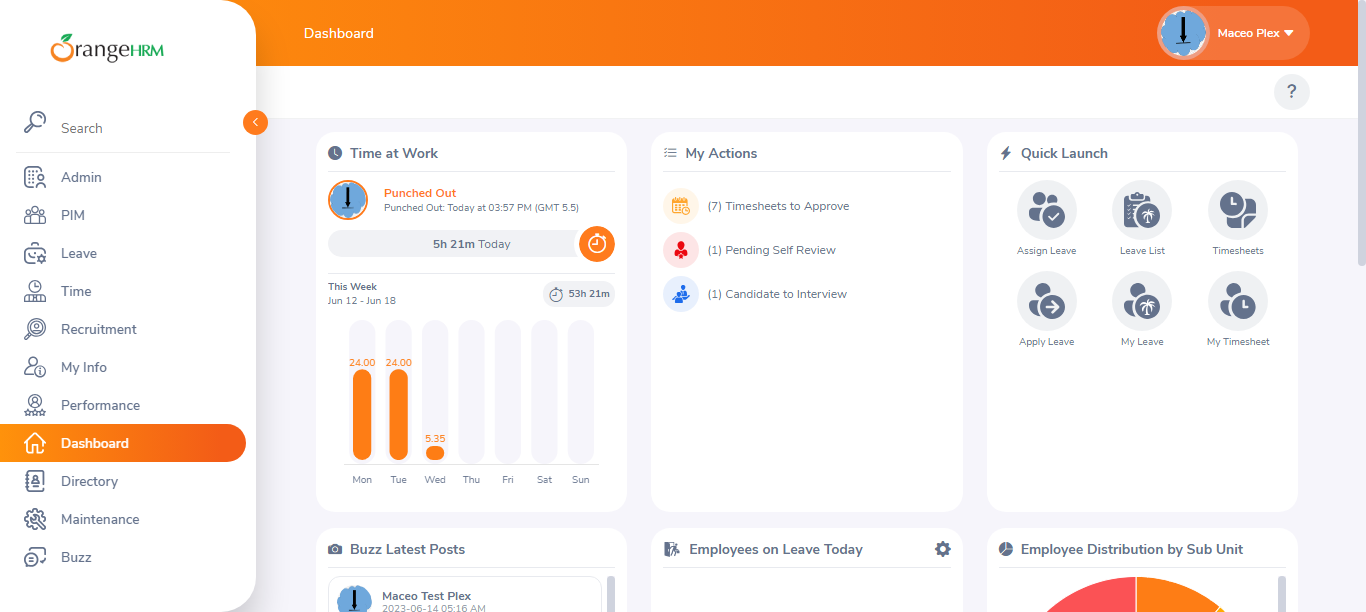 OrangeHRM
Search
Admin
PIM
Leave
Time
Recruitment
My Info
Performance
Dashboard
Directory
Maintenance
Buzz
Dashboard
Maceo Plex
?
Time at Work
Punched Out
Punched Out: Today at 03:57 PM (GMT 5.5)
5h 21m Today
This Week
Jun 12 - Jun 18
53h 21m
24.00 24.00 5.35
Mon Tue Wed Thu Fri Sat Sun
My Actions
(7) Timesheets to Approve
(1) Pending Self Review
(1) Candidate to Interview
Quick Launch
Assign Leave Leave List Timesheets
Apply Leave My Leave My Timesheet
Buzz Latest Posts
Maceo Test Plex
2023-06-14 05:16 AM
Employees on Leave Today
Employee Distribution by Sub Unit